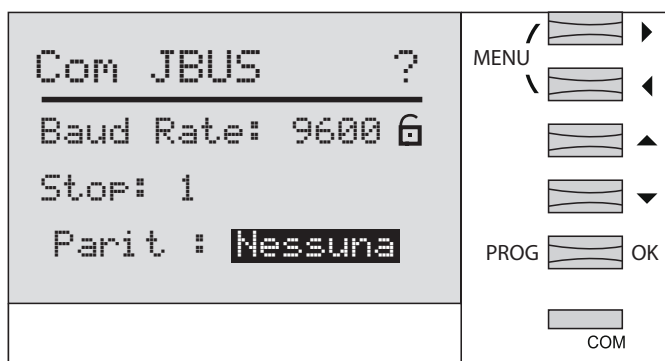 Com JBUS ?
Baud Rate: 9600
Stop: 1
Parit : Nessuna
MENU
PROG
OK
COM